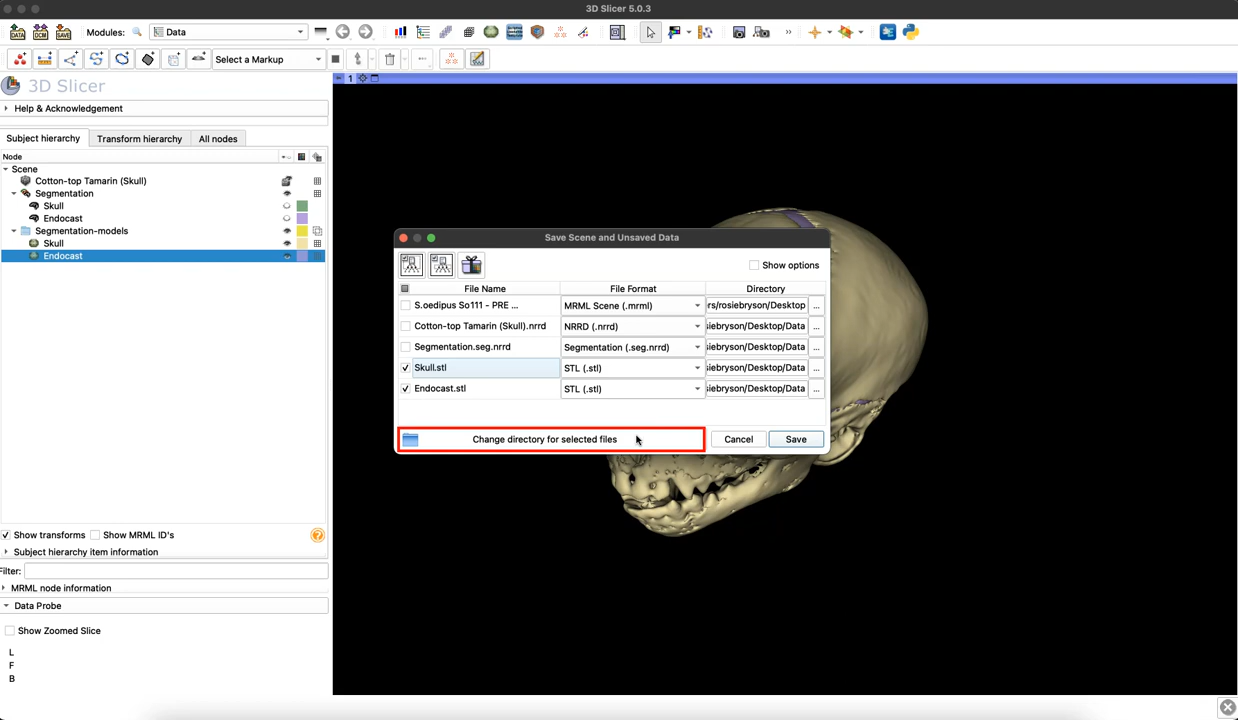 3D Slicer 5.0.3
DATA DCM SAVE Modules: Data »
Select a Markup
3D Slicer
1
Help & Acknowledgement
Subject hierarchy Transform hierarchy All nodes
Node
Scene
Cotton-top Tamarin (Skull)
Segmentation
Skull
Endocast
Segmentation-models
Skull
Endocast
Save Scene and Unsaved Data
Show options
File Name File Format Directory
S.oedipus So111 - PRE ... MRML Scene (.mrml) rs/rosiebryson/Desktop ...
Cotton-top Tamarin (Skull).nrrd NRRD (.nrrd) siebryson/Desktop/Data ...
Segmentation.seg.nrrd Segmentation (.seg.nrrd) siebryson/Desktop/Data ...
Skull.stl STL (.stl) siebryson/Desktop/Data ...
Endocast.stl STL (.stl) siebryson/Desktop/Data ...
Change directory for selected files Cancel Save
Show transforms Show MRML ID's ?
Subject hierarchy item information
Filter:
MRML node information
Data Probe
Show Zoomed Slice
L
F
B